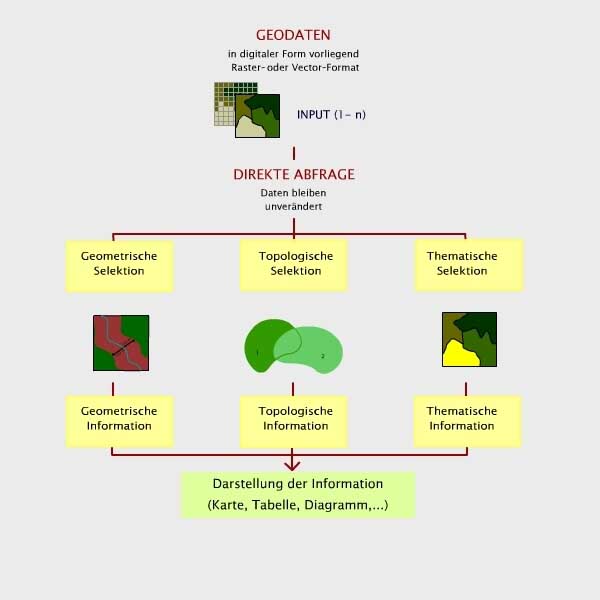 GEODATEN
in digitaler Form vorliegend
Raster-oder Vector-Format
INPUT (1- n)
DIREKTE ABFRAGE
Daten bleiben
unverändert
Geometrische
Selektion
Topologische
Selektion
Thematische
Selektion
1
2
Geometrische
Information
Topologische
Information
Thematische
Information
Darstellung der Information
(Karte, Tabelle, Diagramm,...)